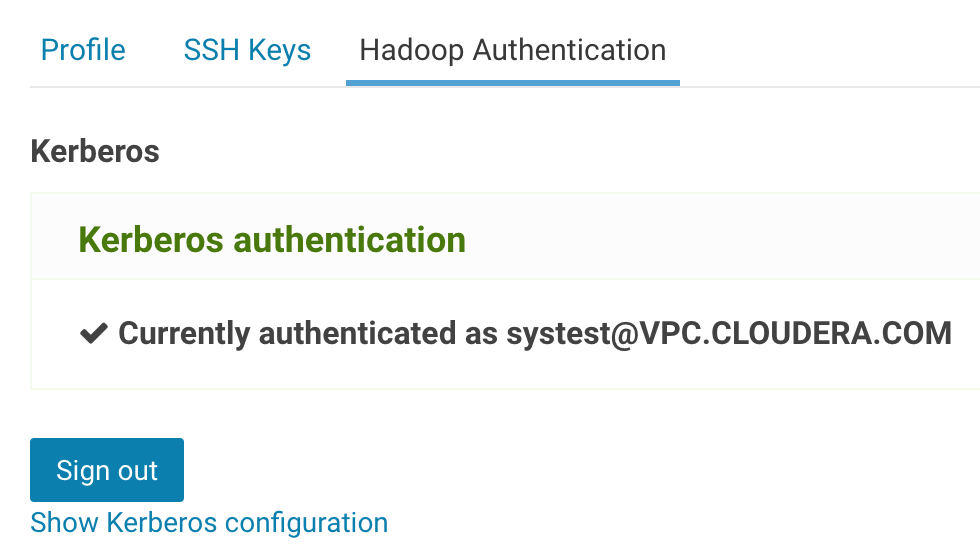 Profile SSH Keys Hadoop Authentication
Kerberos
Kerberos authentication
Currently authenticated as systest@VPC.CLOUDERA.COM
Sign out
Show Kerberos configuration